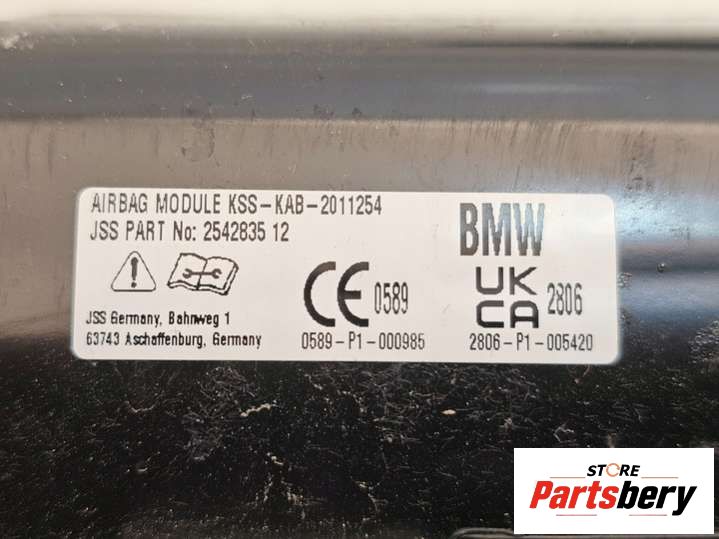 AIRBAG MODULE KSS-KAB-2011254
JSS PART No: 2542835 12
BMW
CE 0589
UK
CA 2806
JSS Germany, Bahnweg 1
63743 Aschaffenburg, Germany
0589-P1-000985
2806-P1-005420
STORE
Partsbery